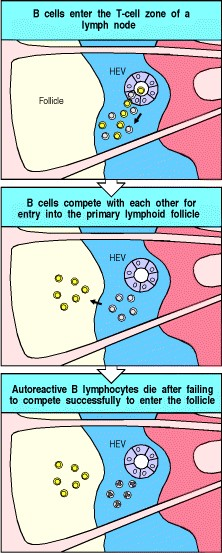 B cells enter the T-cell zone of a
lymph node
HEV
Follicle
B cells compete with each other for
entry into the primary lymphoid follicle
HEV
Autoreactive B lymphocytes die after failing
to compete successfully to enter the follicle
HEV